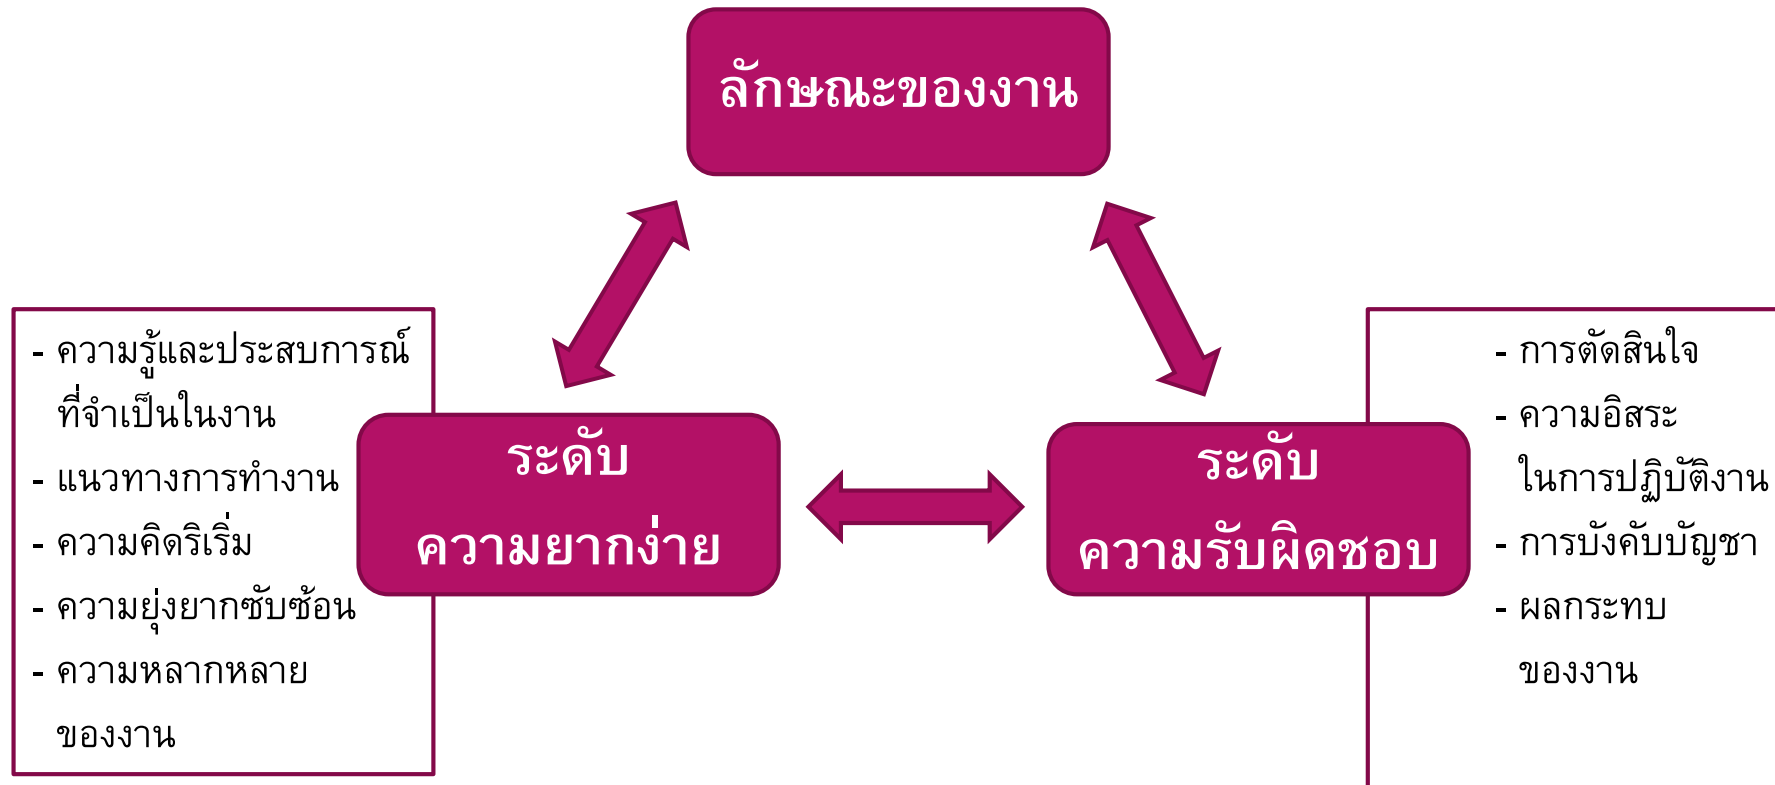 ลักษณะของงาน
- ความรู้และประสบการณ์
ที่จำเป็นในงาน
- แนวทางการทำงาน
- ความคิดริเริ่ม
- ความยุ่งยากซับซ้อน
- ความหลากหลาย
ของงาน
ระดับ
ความยากง่าย
ระดับ
ความรับผิดชอบ
- การตัดสินใจ
- ความอิสระ
ในการปฏิบัติงาน
- การบังคับบัญชา
- ผลกระทบ
ของงาน